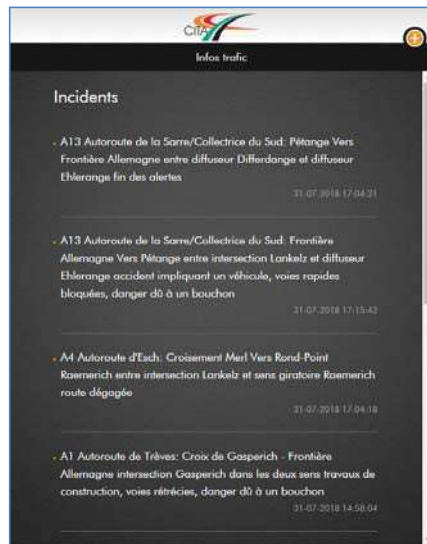 CITA
Infos trafic
Incidents
A13 Autoroute de la Sarre/Collectrice du Sud: Pétange Vers
Frontière Allemagne entre diffuseur Differdange et diffuseur
Ehlerange fin des alertes
31-07-2018 17:04:21
A13 Autoroute de la Sarre/Collectrice du Sud: Frontière
Allemagne Vers Pétange entre intersection Lankelz et diffuseur
Ehlerange accident impliquant un véhicule, voies rapides
bloquées, danger dû à un bouchon
31-07-2018 17:15:42
A4 Autoroute d'Esch: Croisement Merl Vers Rond-Point
Raemerich entre intersection Lankelz et sens giratoire Raemerich
route dégagée
31-07-2018 17:04:18
A1 Autoroute de Trèves: Croix de Gasperich - Frontière
Allemagne intersection Gasperich dans les deux sens travaux de
construction, voies rétrécies, danger dû à un bouchon
31-07-2018 14:58:04